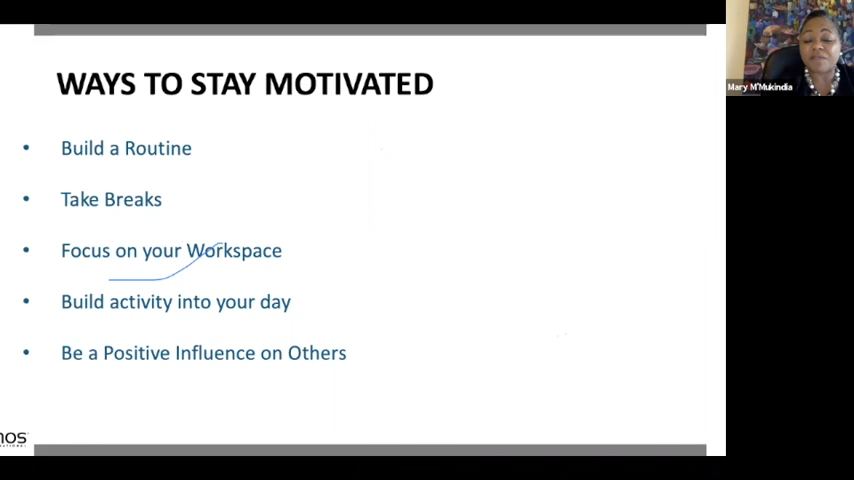 WAYS TO STAY MOTIVATED
• Build a Routine
• Take Breaks
• Focus on your Workspace
• Build activity into your day
• Be a Positive Influence on Others
Mary M'Mukindia